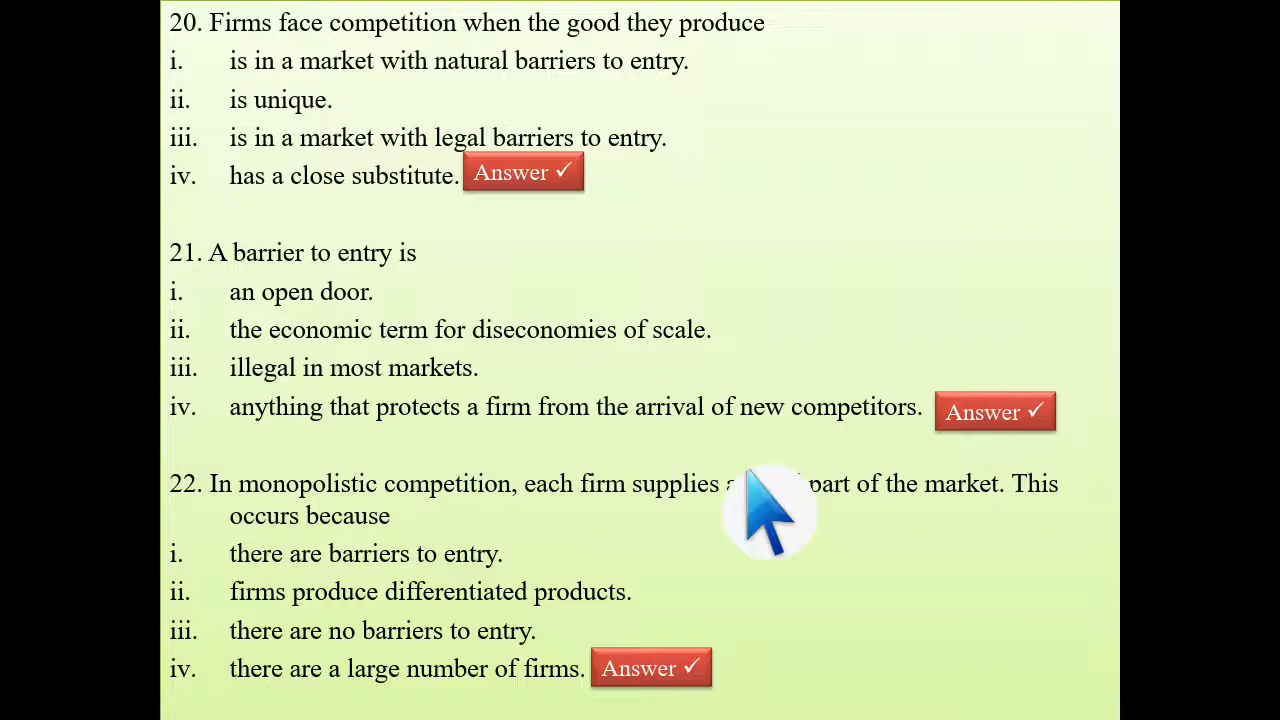 20. Firms face competition when the good they produce
i. is in a market with natural barriers to entry.
ii. is unique.
iii. is in a market with legal barriers to entry.
iv. has a close substitute. Answer ✓
21. A barrier to entry is
i. an open door.
ii. the economic term for diseconomies of scale.
iii. illegal in most markets.
iv. anything that protects a firm from the arrival of new competitors. Answer ✓
22. In monopolistic competition, each firm supplies a part of the market. This
occurs because
i. there are barriers to entry.
ii. firms produce differentiated products.
iii. there are no barriers to entry.
iv. there are a large number of firms. Answer ✓